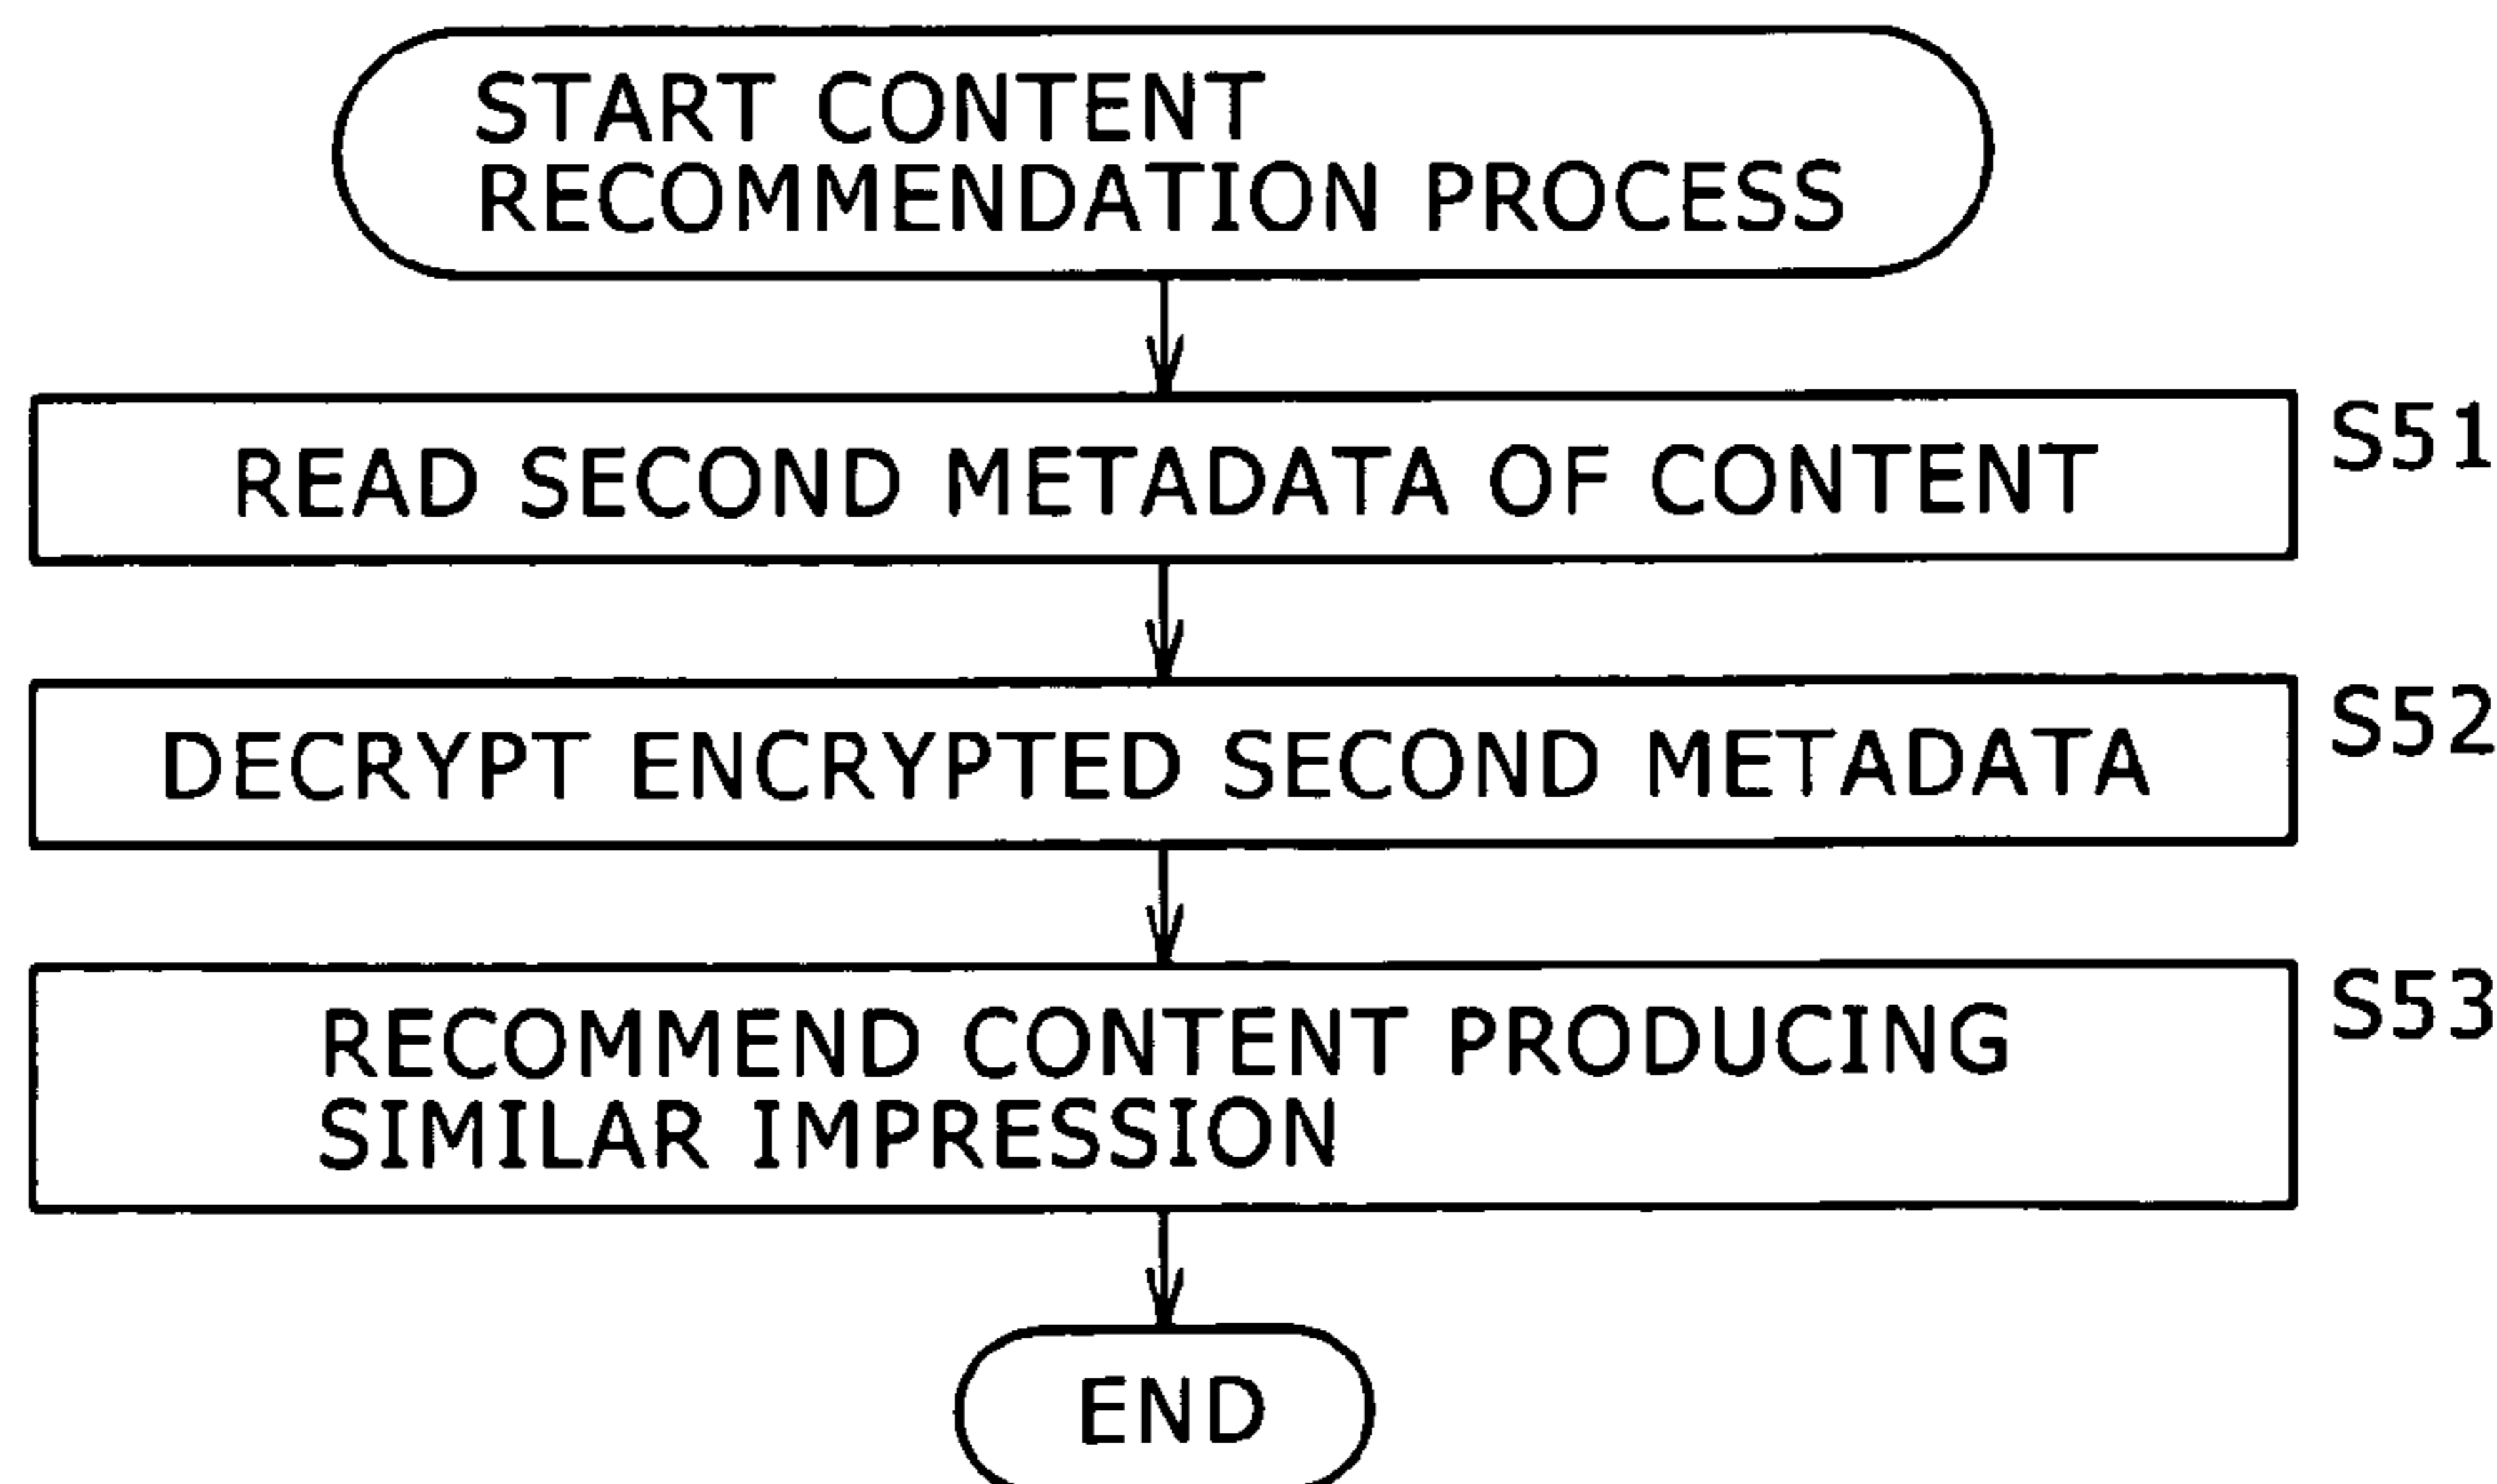 START CONTENT
RECOMMENDATION PROCESS
READ SECOND METADATA OF CONTENT
S51
DECRYPT ENCRYPTED SECOND METADATA
S52
RECOMMEND CONTENT PRODUCING
SIMILAR IMPRESSION
S53
END